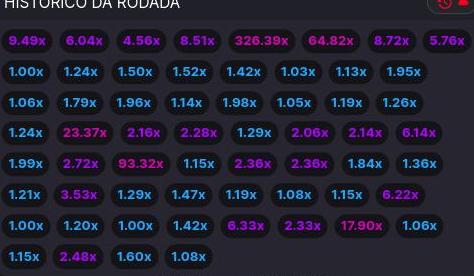 HISTÓRICO DA RODADA
9.49x 6.04x 4.56x 8.51x 326.39x 64.82x 8.72x 5.76x
1.00x 1.24x 1.50x 1.52x 1.42x 1.03x 1.13x 1.95x
1.06x 1.79x 1.96x 1.14x 1.98x 1.05x 1.19x 1.26x
1.24x 23.37x 2.16x 2.28x 1.29x 2.06x 2.14x 6.14x
1.99x 2.72x 93.32x 1.15x 2.36x 2.36x 1.84x 1.36x
1.21x 3.53x 1.29x 1.47x 1.19x 1.08x 1.15x 6.22x
1.00x 1.20x 1.00x 1.42x 6.33x 2.33x 17.90x 1.06x
1.15x 2.48x 1.60x 1.08x